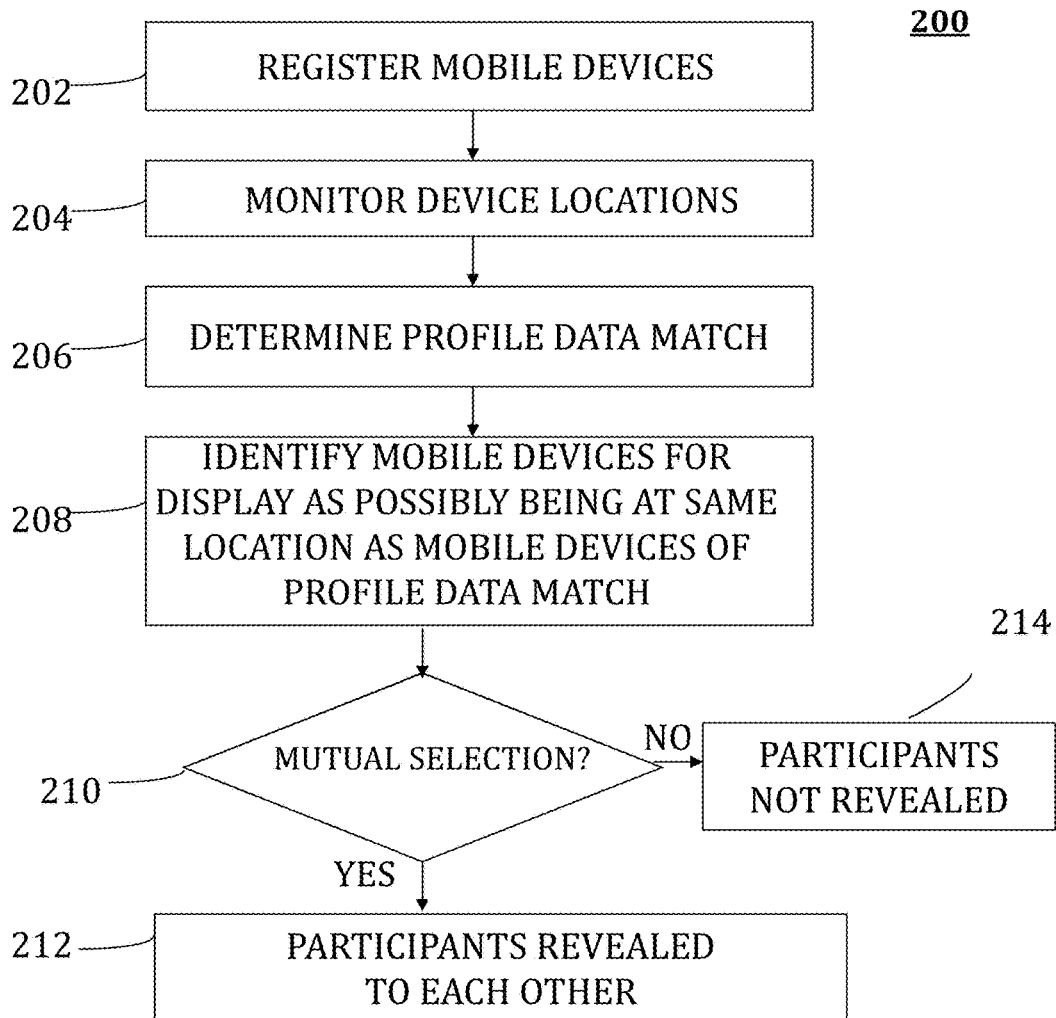 200
202
REGISTER MOBILE DEVICES
204
MONITOR DEVICE LOCATIONS
206
DETERMINE PROFILE DATA MATCH
208
IDENTIFY MOBILE DEVICES FOR
DISPLAY AS POSSIBLY BEING AT SAME
LOCATION AS MOBILE DEVICES OF
PROFILE DATA MATCH
210
MUTUAL SELECTION?
NO
214
PARTICIPANTS
NOT REVEALED
YES
212
PARTICIPANTS REVEALED
TO EACH OTHER